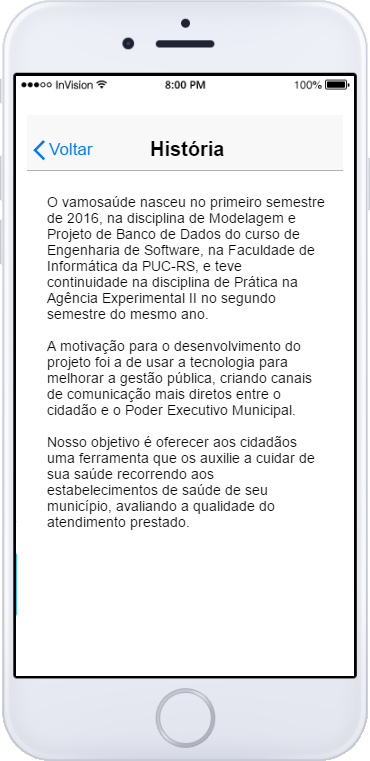 InVision 8:00 PM 100%
Voltar História
O vamosaúde nasceu no primeiro semestre
de 2016, na disciplina de Modelagem e
Projeto de Banco de Dados do curso de
Engenharia de Software, na Faculdade de
Informática da PUC-RS, e teve
continuidade na disciplina de Prática na
Agência Experimental II no segundo
semestre do mesmo ano.
A motivação para o desenvolvimento do
projeto foi a de usar a tecnologia para
melhorar a gestão pública, criando canais
de comunicação mais diretos entre o
cidadão e o Poder Executivo Municipal.
Nosso objetivo é oferecer aos cidadãos
uma ferramenta que os auxilie a cuidar de
sua saúde recorrendo aos
estabelecimentos de saúde de seu
município, avaliando a qualidade do
atendimento prestado.